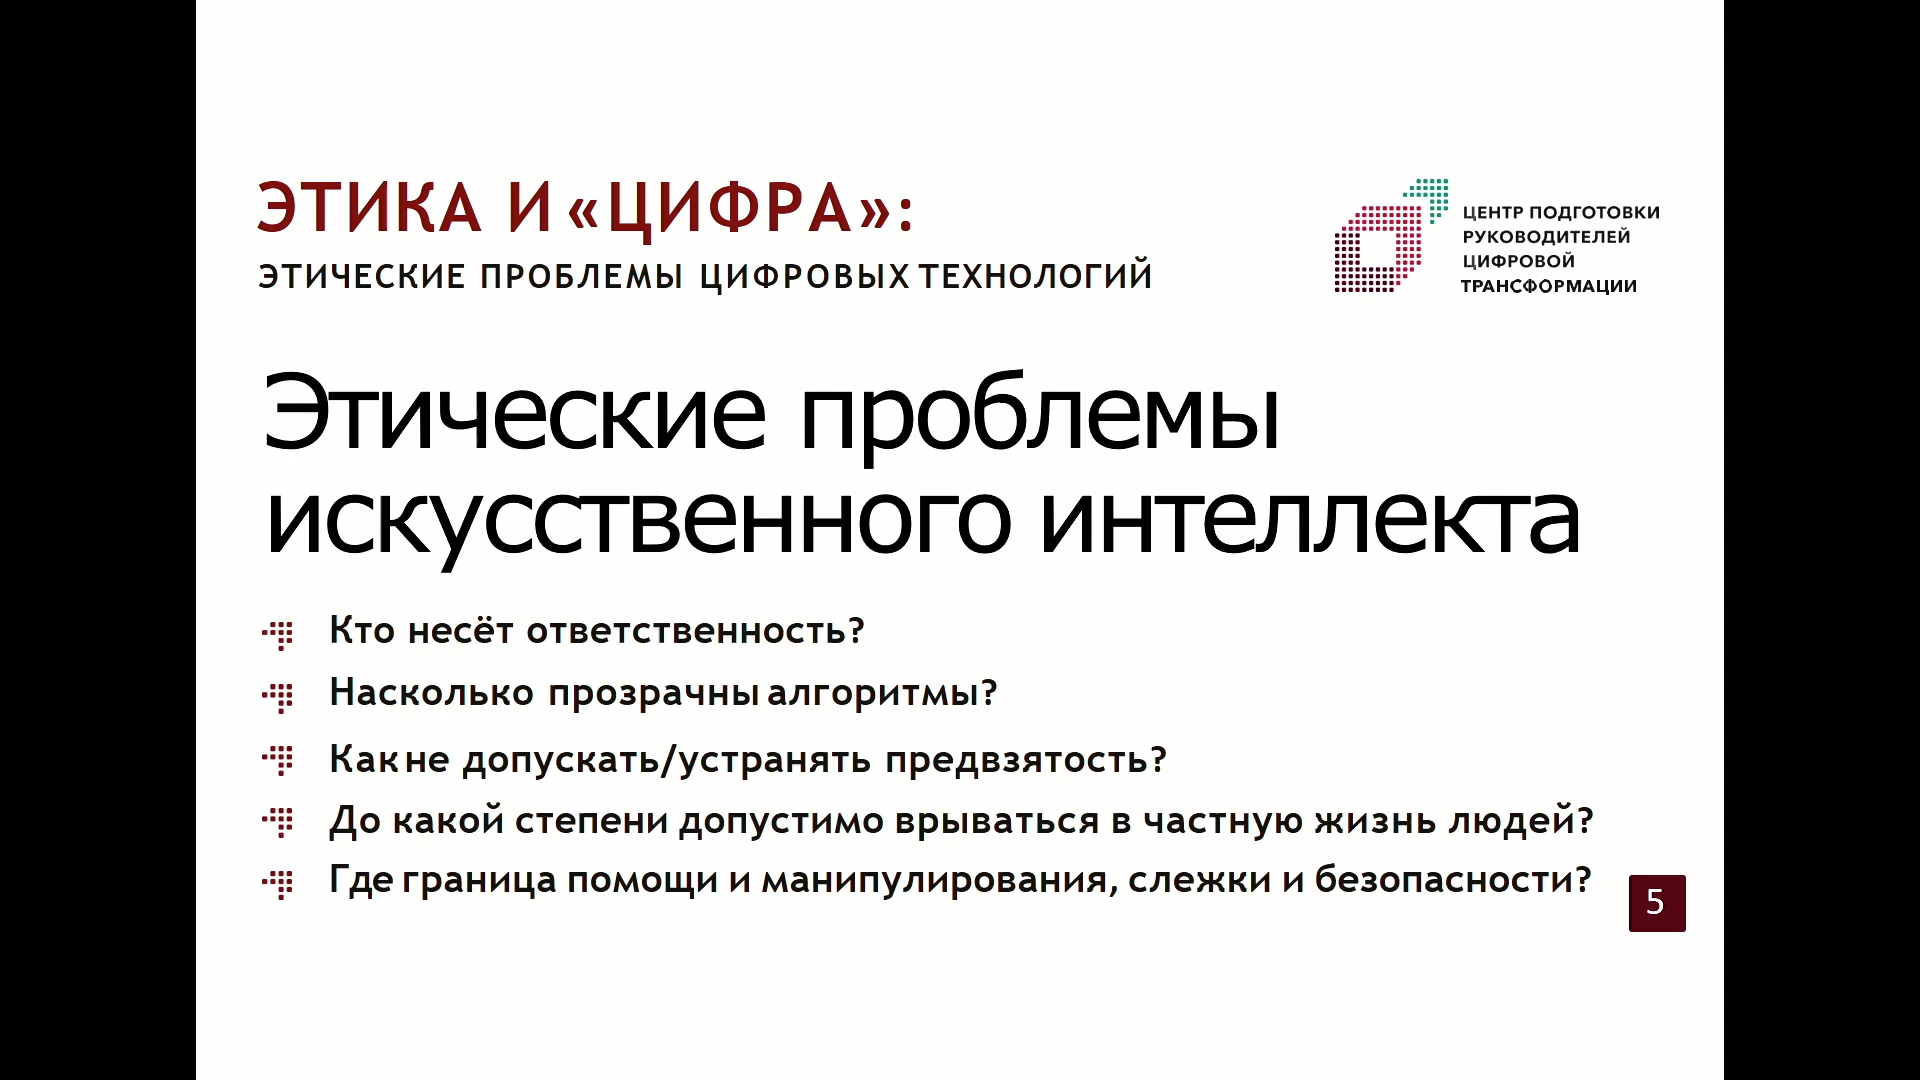 ЭТИКА И «ЦИФРА»:
ЭТИЧЕСКИЕ ПРОБЛЕМЫ ЦИФРОВЫХ ТЕХНОЛОГИЙ
ЦЕНТР ПОДГОТОВКИ
РУКОВОДИТЕЛЕЙ
ЦИФРОВОЙ
ТРАНСФОРМАЦИИ
Этические проблемы
искусственного интеллекта
Кто несёт ответственность?
Насколько прозрачны алгоритмы?
Как не допускать/устранять предвзятость?
До какой степени допустимо врываться в частную жизнь людей?
Где граница помощи и манипулирования, слежки и безопасности?
5